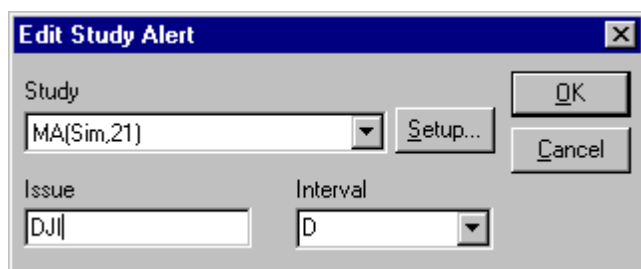 Edit Study Alert
Study
MA(Sim,21)
Setup...
OK
Cancel
Issue
Interval
DJI
D